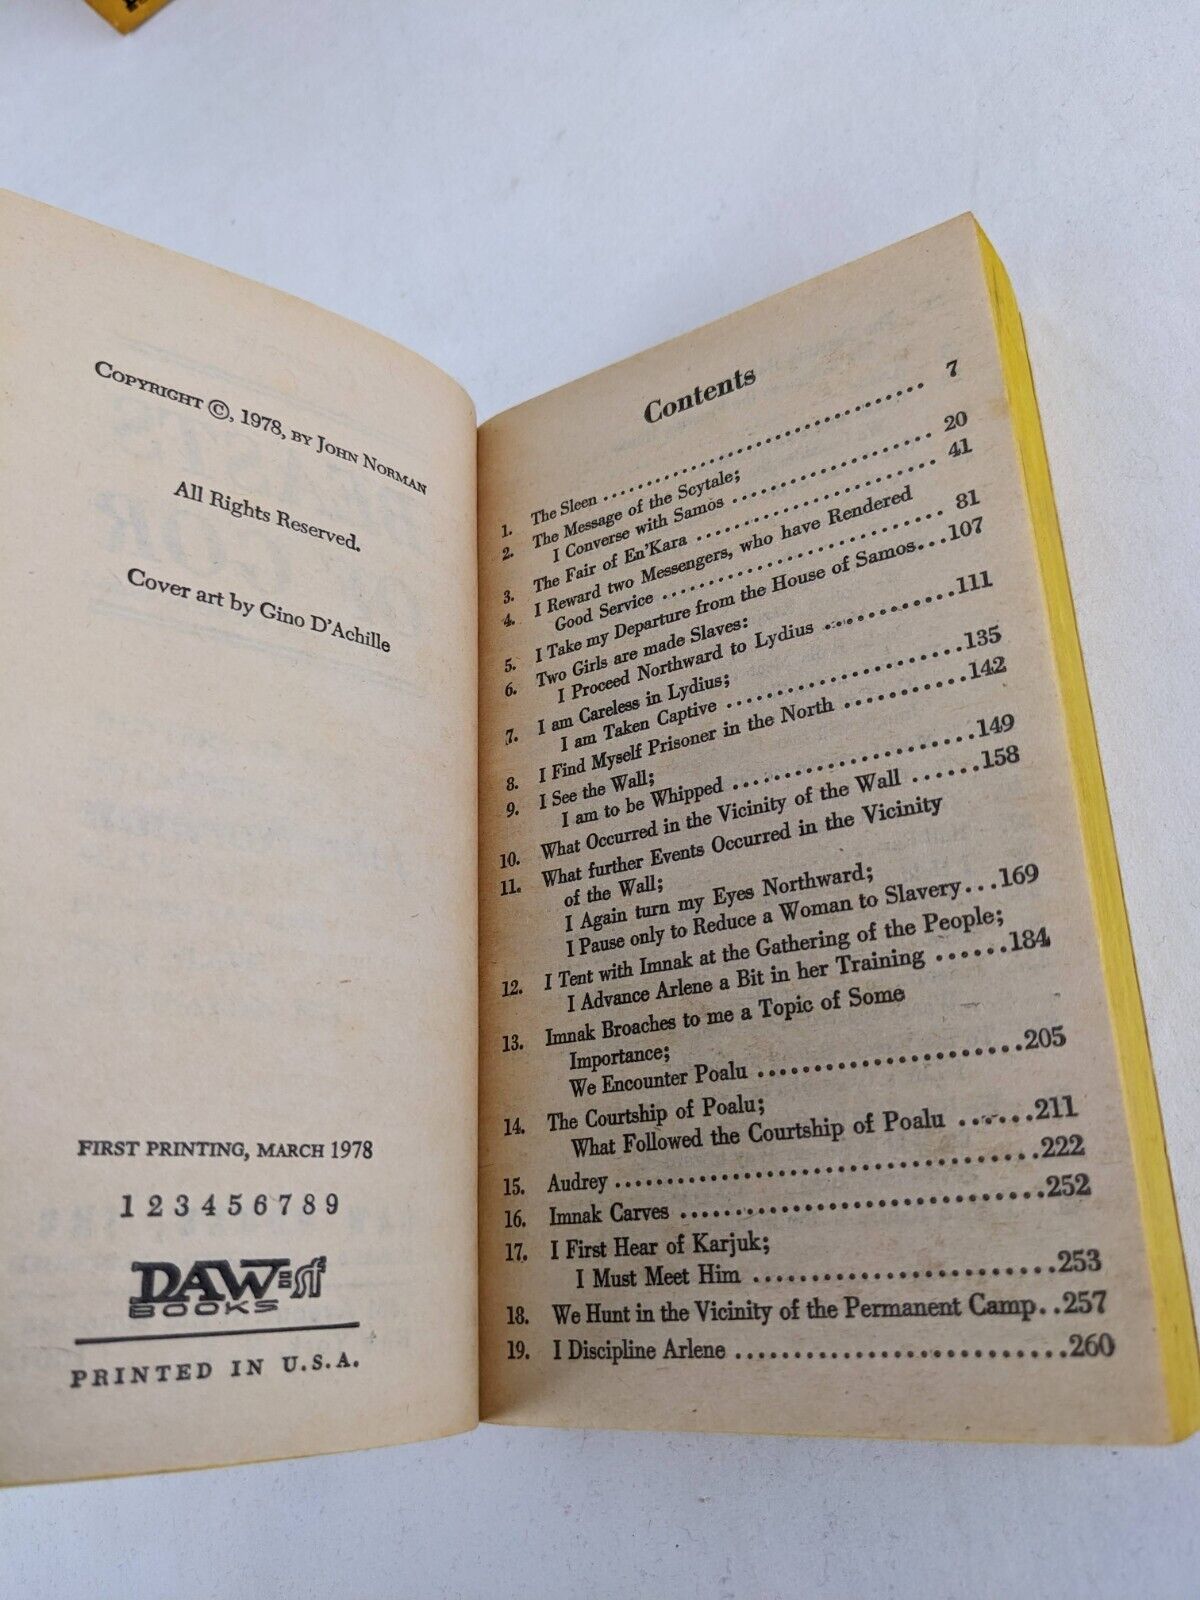 COPYRIGHT ©, 1978, BY JOHN NORMAN
All Rights Reserved.
Cover art by Gino D'Achille
FIRST PRINTING, MARCH 1978
1 2 3 4 5 6 7 8 9
DAW sf
BOOKS
PRINTED IN U.S.A.
Contents
1. The Sleen .......... 7
2. The Message of the Scytale;
I Converse with Samos .......... 20
3. The Fair of En'Kara .......... 41
4. I Reward two Messengers, who have Rendered
Good Service .......... 81
5. I Take my Departure from the House of Samos...107
6. Two Girls are made Slaves:
I Proceed Northward to Lydius .......... 111
7. I am Careless in Lydius;
I am Taken Captive .......... 135
8. I Find Myself Prisoner in the North .......... 142
9. I See the Wall;
I am to be Whipped .......... 149
10. What Occurred in the Vicinity of the Wall ......158
11. What further Events Occurred in the Vicinity
of the Wall;
I Again turn my Eyes Northward;
I Pause only to Reduce a Woman to Slavery...169
12. I Tent with Imnak at the Gathering of the People;
I Advance Arlene a Bit in her Training ......184
13. Imnak Broaches to me a Topic of Some
Importance;
We Encounter Poalu .......... 205
14. The Courtship of Poalu;
What Followed the Courtship of Poalu ......211
15. Audrey .......... 222
16. Imnak Carves .......... 252
17. I First Hear of Karjuk;
I Must Meet Him .......... 253
18. We Hunt in the Vicinity of the Permanent Camp..257
19. I Discipline Arlene .......... 260